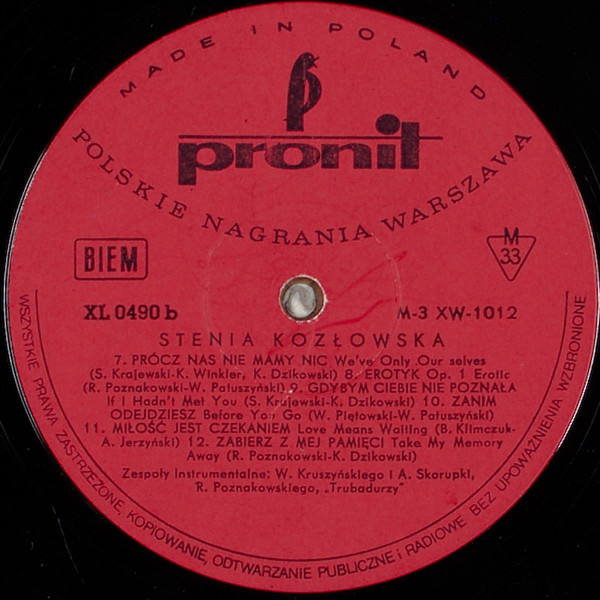 MADE IN POLAND
pronit
POLSKIE NAGRANIA WARSZAWA
BIEM
M
33
XL 0490 b
M-3 XW-1012
STENIA KOZŁOWSKA
7. PRÓCZ NAS NIE MAMY NIC We've Only Our selves
(S. Krajewski-K. Winkler, K. Dzikowski) 8. EROTYK Op. 1 Erotic
(R. Poznakowski-W. Patuszyński) 9. GDYBYM CIEBIE NIE POZNAŁA
If I Hadn't Met You (S. Krajewski-K. Dzikowski) 10. ZANIM
ODEJDZIESZ Before You Go (W. Piętowski-W. Patuszyński)
11. MIŁOŚĆ JEST CZEKANIEM Love Means Waiting (B. Klimczuk-
A. Jerzyński) 12. ZABIERZ Z MEJ PAMIĘCI Take My Memory
Away (R. Poznakowski-K. Dzikowski)
Zespoły Instrumentalne: W. Kruszyńskiego i A. Skorupki,
R. Poznakowskiego, „Trubadurzy"
WSZYSTKIE PRAWA ZASTRZEŻONE, KOPIOWANIE, ODTWARZANIE PUBLICZNE i RADIOWE BEZ UPOWAŻNIENIA WZBRONIONE